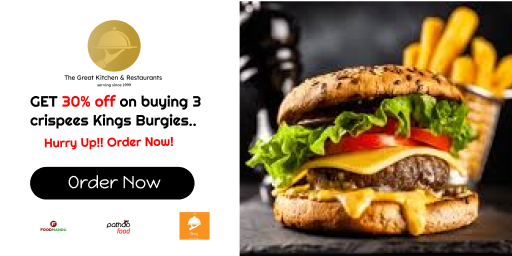 The Great Kitchen & Restaurants
serving since 1999
GET 30% off on buying 3
crispees Kings Burgies..
Hurry Up!! Order Now!
Order Now
FOODMANDU
pathao
food